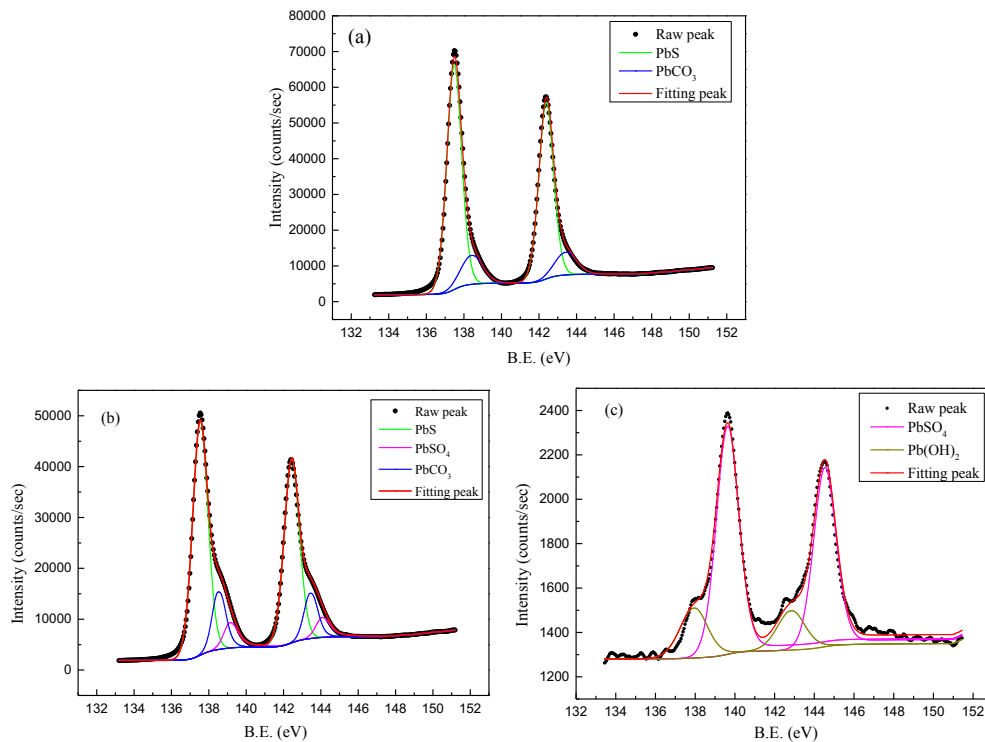 (a)
80000
70000
60000
50000
40000
30000
20000
10000
0
Intensity (counts/sec)
Raw peak
PbS
PbCO3
Fitting peak
132 134 136 138 140 142 144 146 148 150 152
B.E. (eV)
(b)
50000
40000
30000
20000
10000
0
Intensity (counts/sec)
Raw peak
PbS
PbSO4
PbCO3
Fitting peak
132 134 136 138 140 142 144 146 148 150 152
B.E. (eV)
(c)
2400
2200
2000
1800
1600
1400
1200
Intensity (counts/sec)
Raw peak
PbSO4
Pb(OH)2
Fitting peak
132 134 136 138 140 142 144 146 148 150 152
B.E. (eV)